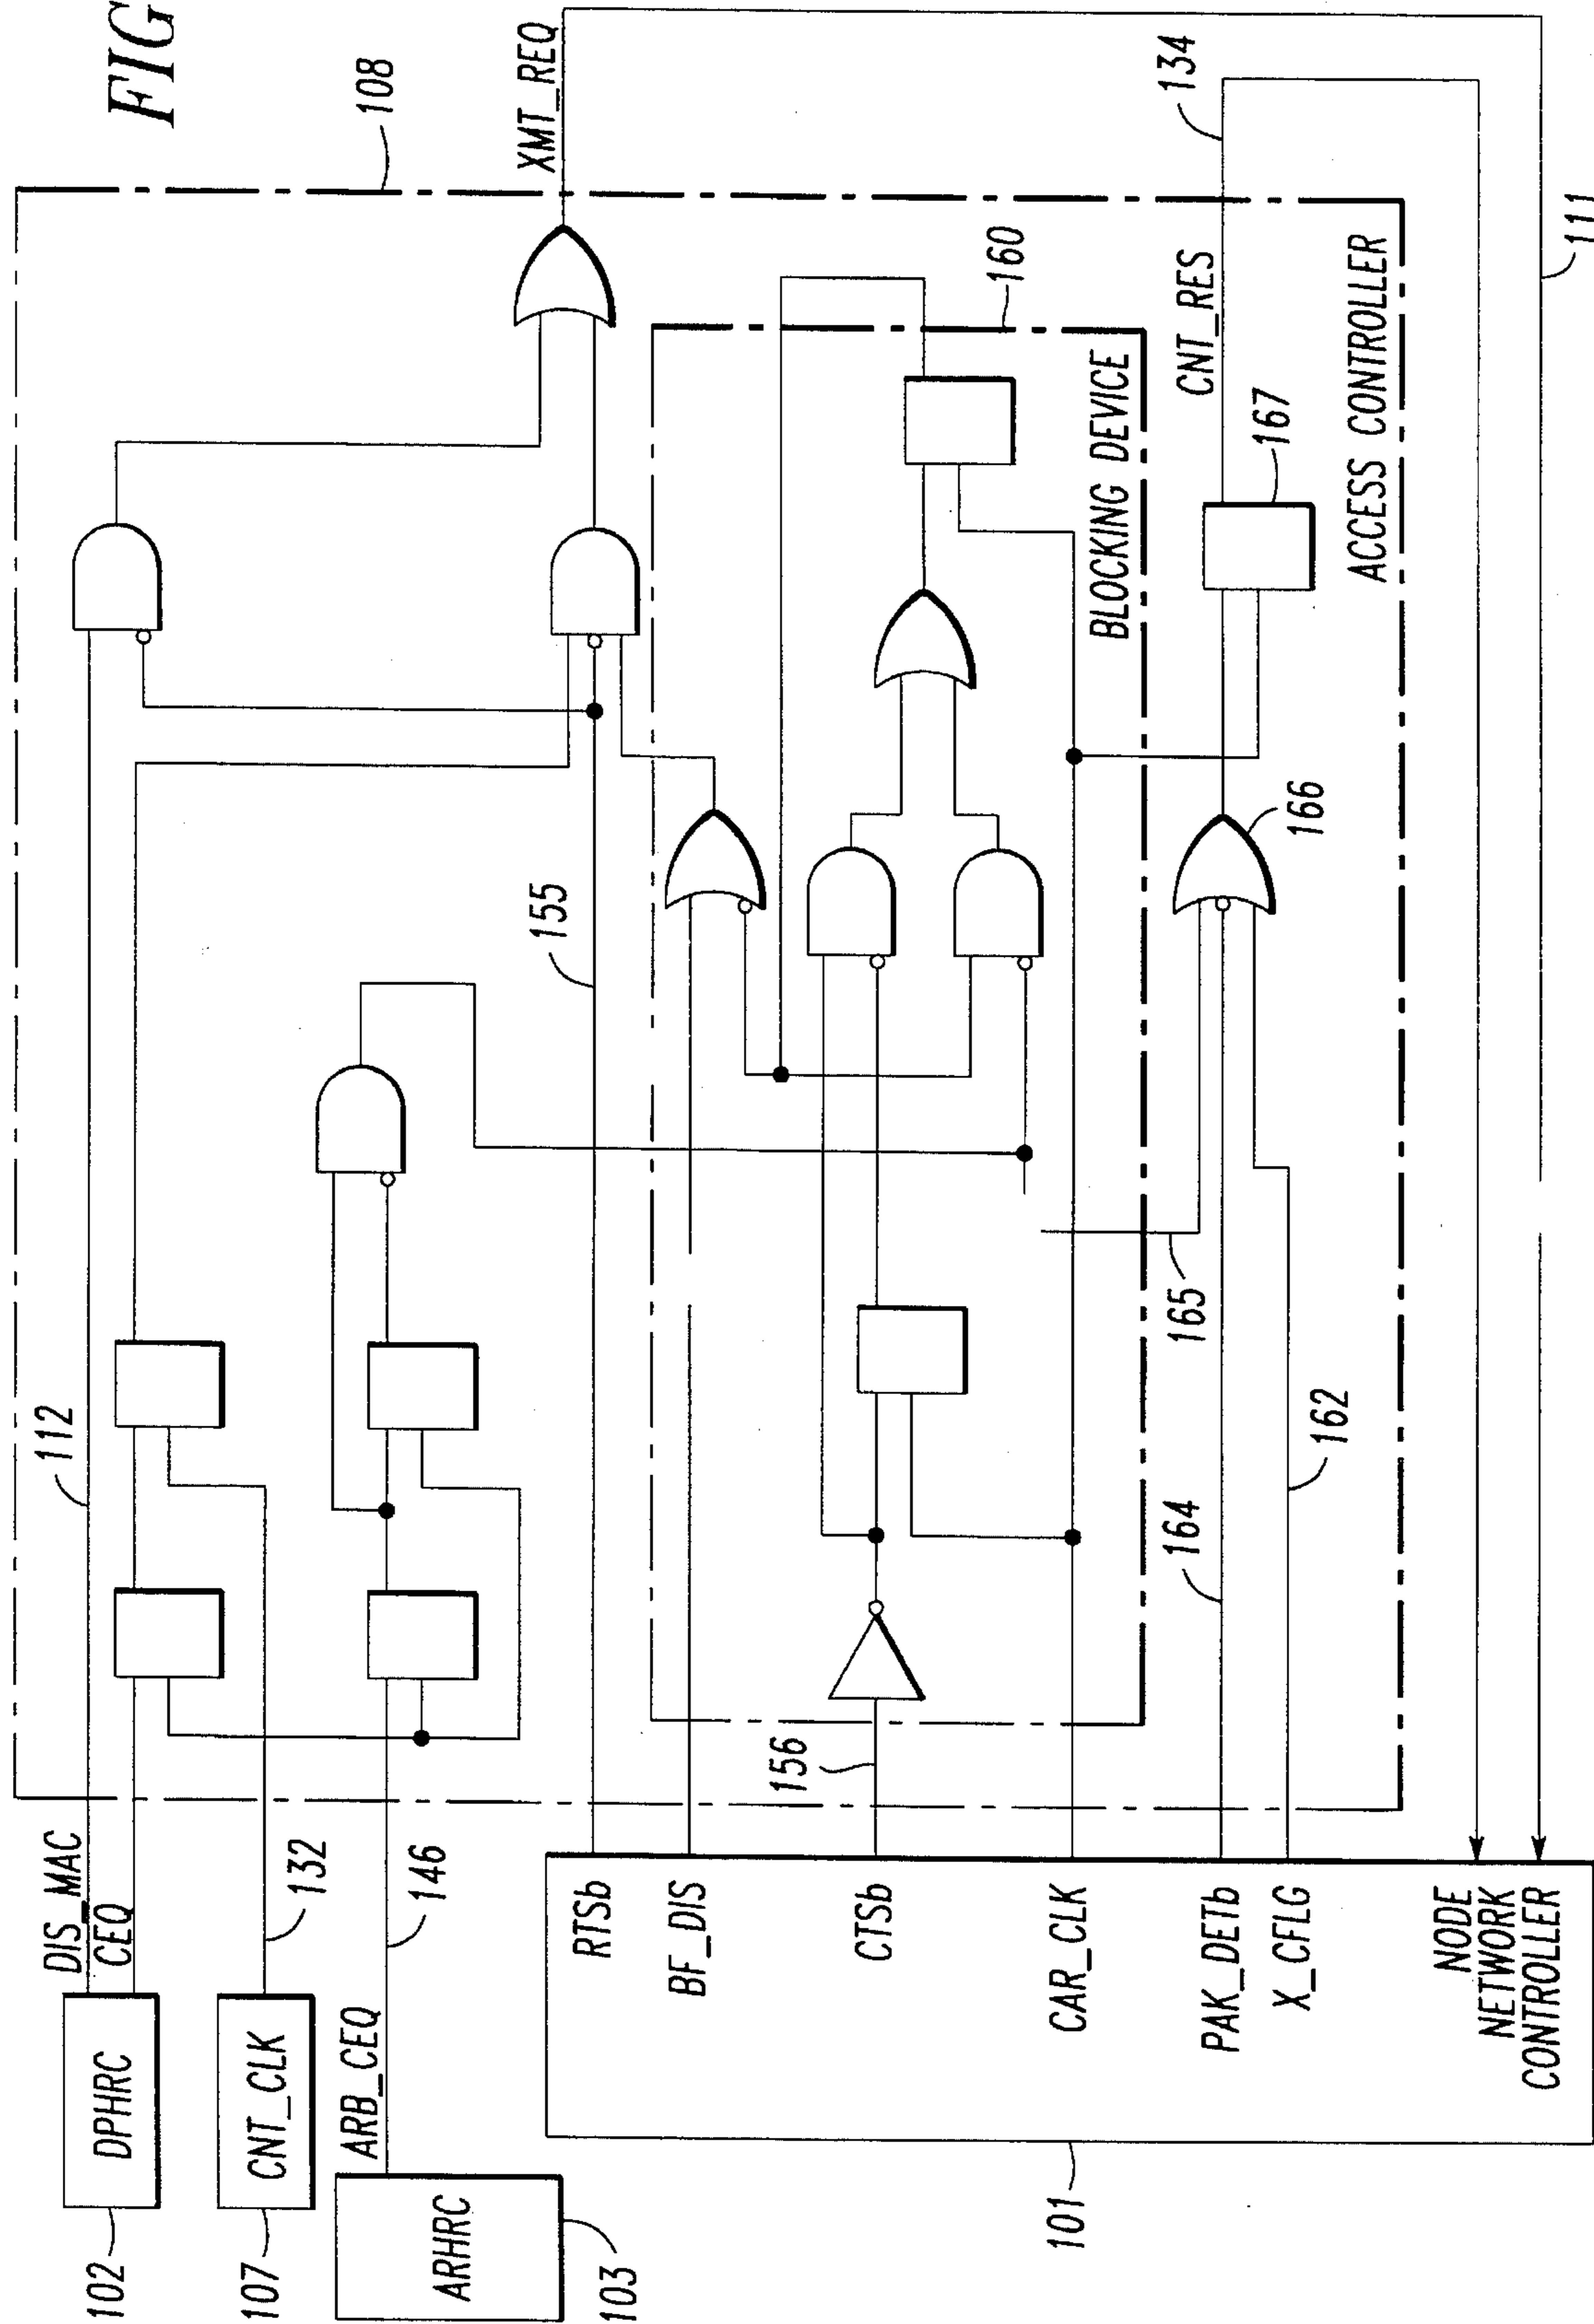 FIG
108
XMT_REQ
134
111
DIS_MAC
112
CEQ
DPHRC
102
CNT_CLK
107
132
ARB_CEQ
146
ARHRC
103
155
160
BLOCKING DEVICE
156
CNT_RES
167
166
165
164
162
ACCESS CONTROLLER
RTSb
BF_DIS
CTSb
CAR_CLK
PAK_DETb
X_CFLG
NODE
NETWORK
CONTROLLER
101